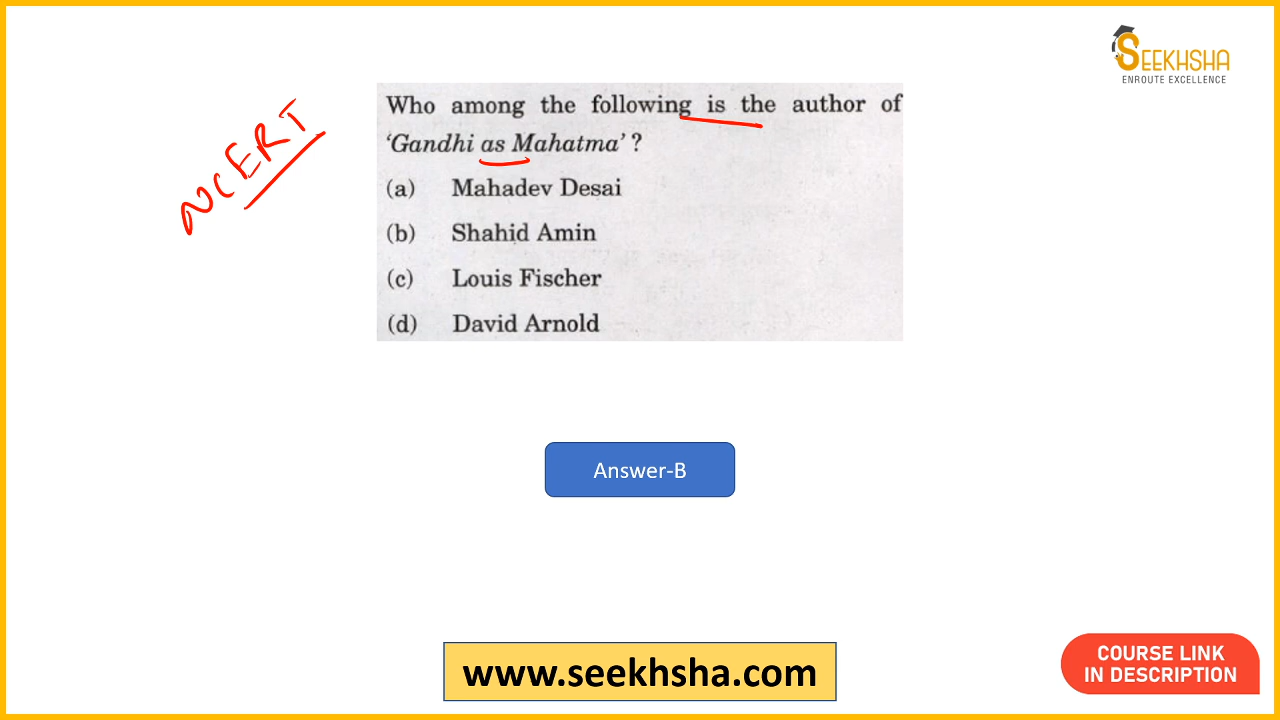 SEEKHSHA
ENROUTE EXCELLENCE
NCERT
Who among the following is the author of
‘Gandhi as Mahatma’ ?
(a) Mahadev Desai
(b) Shahid Amin
(c) Louis Fischer
(d) David Arnold
Answer-B
www.seekhsha.com
COURSE LINK
IN DESCRIPTION